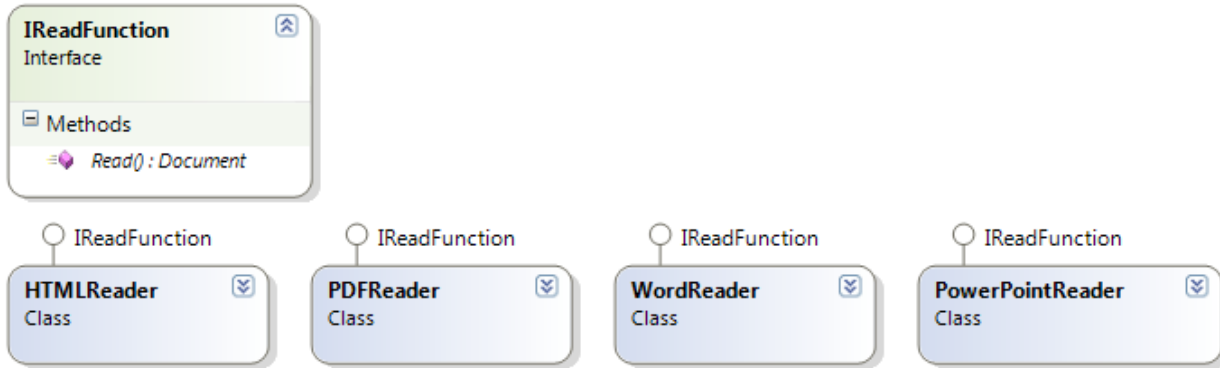 IReadFunction
Interface
Methods
Read() : Document
IReadFunction
IReadFunction
IReadFunction
IReadFunction
HTMLReader
Class
PDFReader
Class
WordReader
Class
PowerPointReader
Class